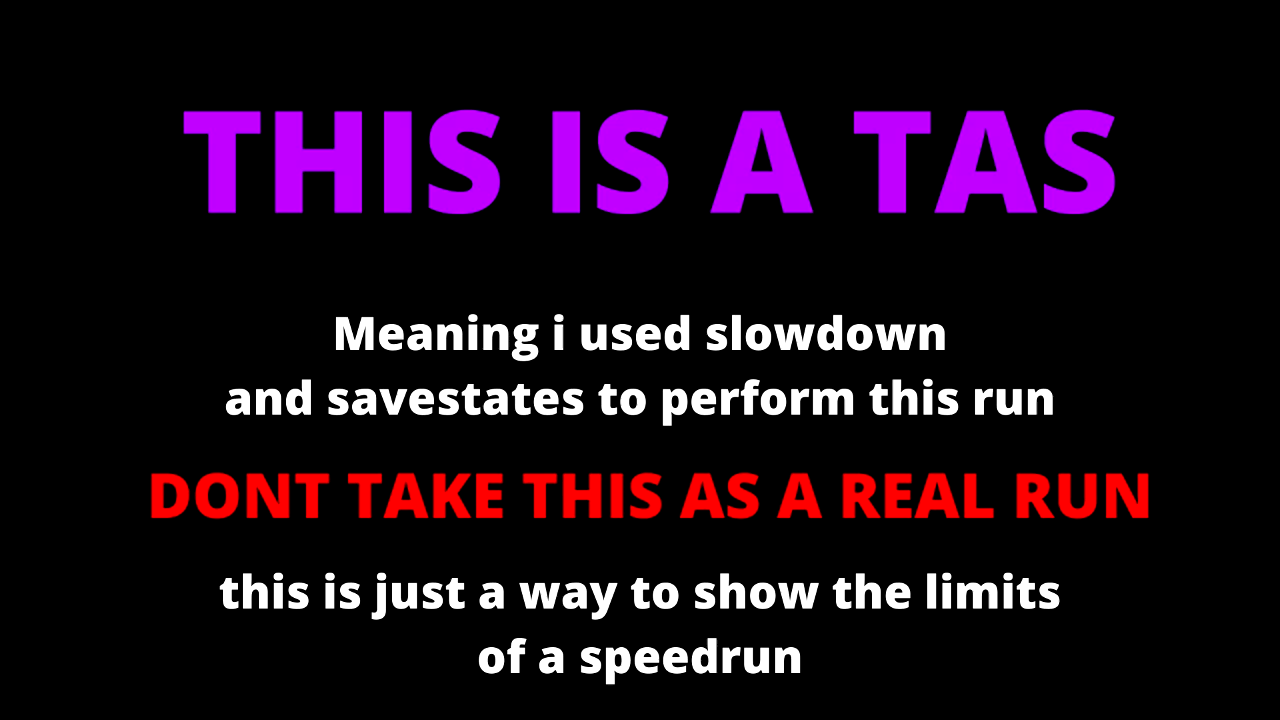 THIS IS A TAS
Meaning i used slowdown
and savestates to perform this run
DONT TAKE THIS AS A REAL RUN
this is just a way to show the limits
of a speedrun